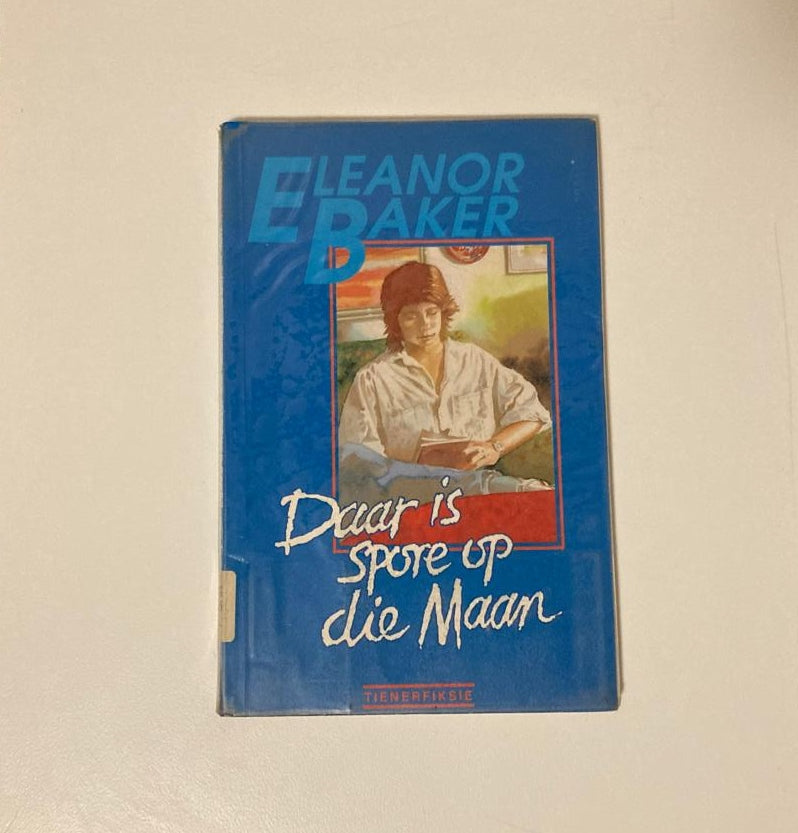 ELEANOR
BAKER
Daar is
spore op
die Maan
TIENERFIKSIE